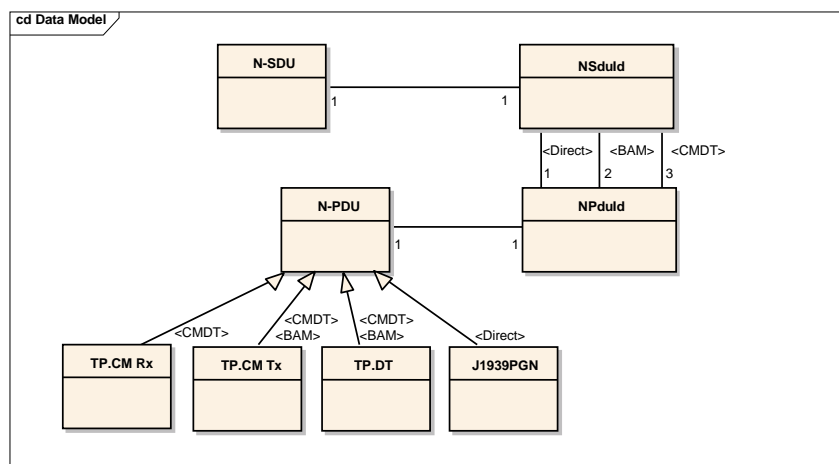 cd Data Model
N-SDU
NSduId
1
1
<Direct>
<BAM>
<CMDT>
1
2
3
N-PDU
NPduId
1
1
<CMDT>
<CMDT>
<BAM>
<CMDT>
<BAM>
<Direct>
TP.CM Rx
TP.CM Tx
TP.DT
J1939PGN